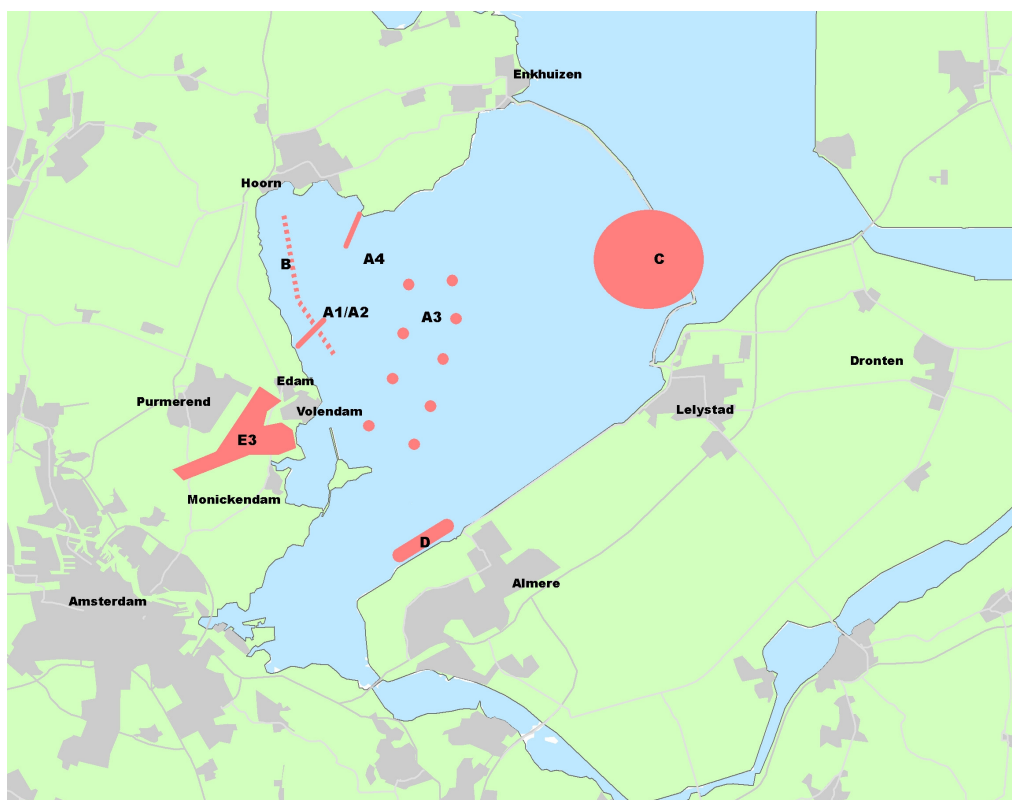 Enkhuizen
Hoorn
A4
B
C
A1/A2
A3
Dronten
Edam
Purmerend
Volendam
Lelystad
E3
Monickendam
D
Almere
Amsterdam